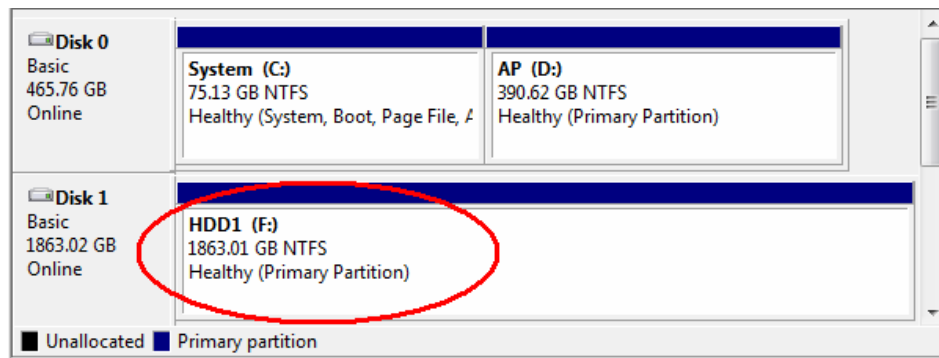 Disk 0
Basic
465.76 GB
Online
System (C:)
75.13 GB NTFS
Healthy (System, Boot, Page File, A
AP (D:)
390.62 GB NTFS
Healthy (Primary Partition)
Disk 1
Basic
1863.02 GB
Online
HDD1 (F:)
1863.01 GB NTFS
Healthy (Primary Partition)
Unallocated Primary partition